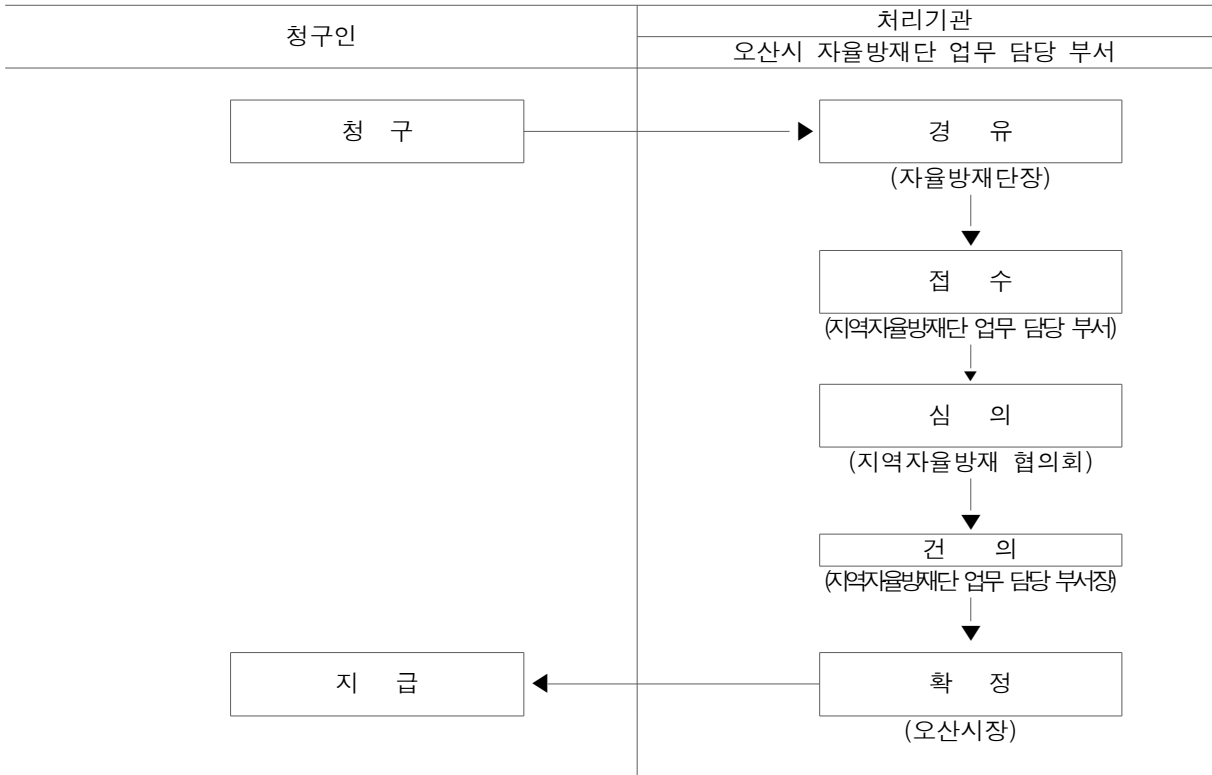 청구인
처리기관
오산시 자율방재단 업무 담당 부서
청 구
경 유
(자율방재단장)
접 수
(지역자율방재단 업무 담당 부서)
심 의
(지역자율방재 협의회)
건 의
(지역자율방재단 업무 담당 부서장)
지 급
확 정
(오산시장)